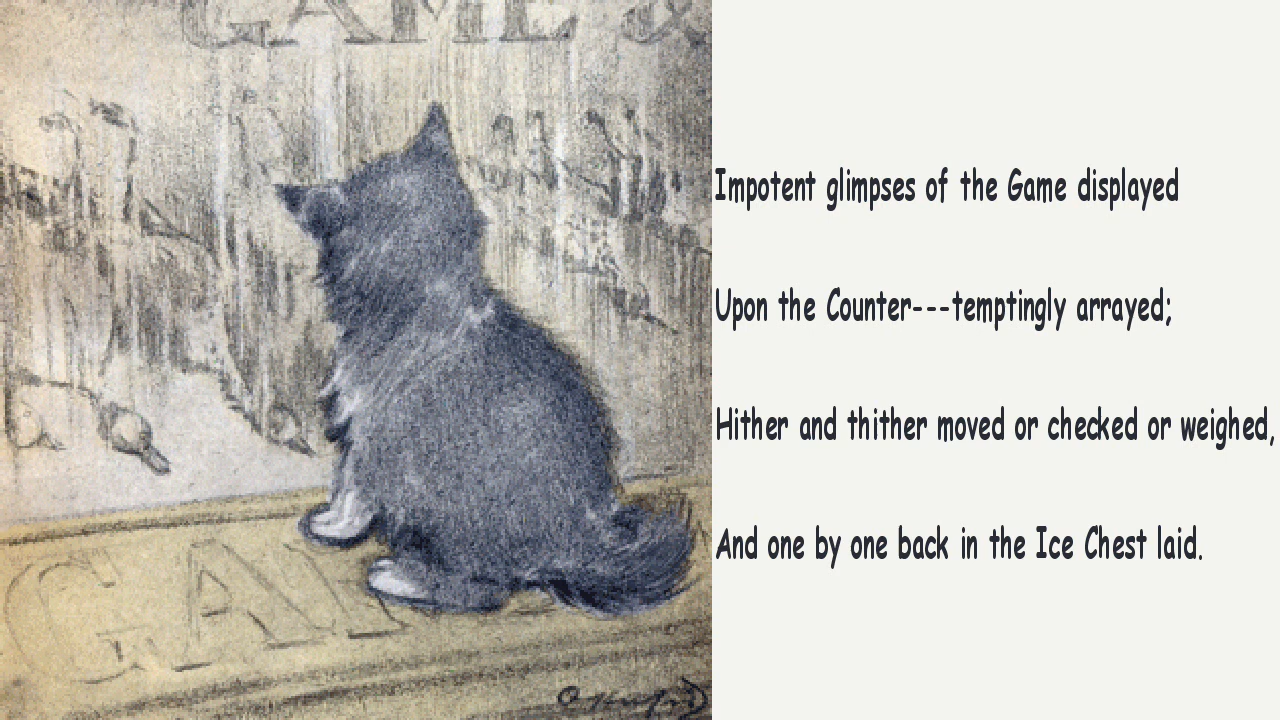 GAME &
Impotent glimpses of the Game displayed
Upon the Counter---temptingly arrayed;
Hither and thither moved or checked or weighed,
And one by one back in the Ice Chest laid.
GAM